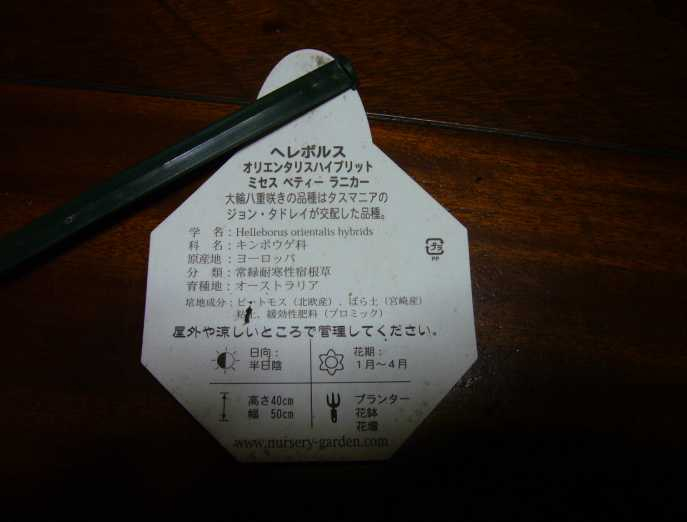 ヘレボルス
オリエンタリスハイブリット
ミセス ベティー ラニカー
大輪八重咲きの品種はタスマニアの
ジョン・タドレイが交配した品種。
学 名：Helleborus orientalis hybrids
科 名：キンポウゲ科
原産地：ヨーロッパ
分 類：常緑耐寒性宿根草
育種地：オーストラリア
培地成分：ピートモス（北欧産）、ばら土（宮崎産）
粘土、緩効性肥料（プロミック）
プラ
PP
屋外や涼しいところで管理してください。
日向：
半日陰
花期：
1月～4月
高さ40cm
幅 50cm
プランター
花鉢
花壇
www.nursery-garden.com